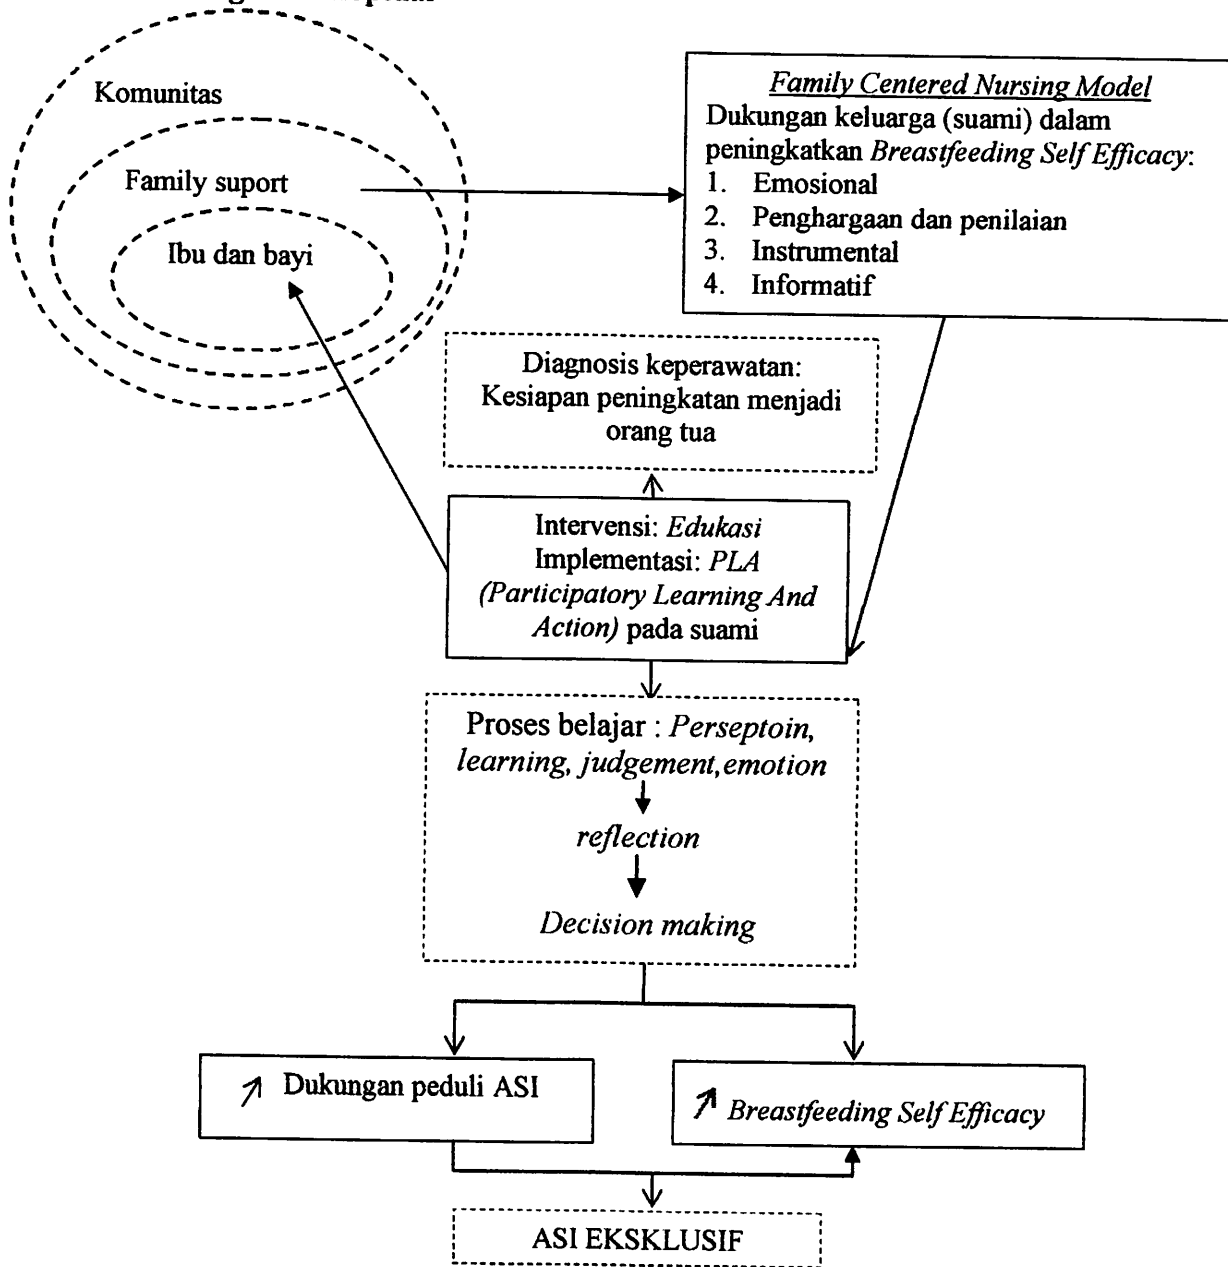 Komunitas
Family suport
Ibu dan bayi
Family Centered Nursing Model
Dukungan keluarga (suami) dalam
peningkatkan Breastfeeding Self Efficacy:
1. Emosional
2. Penghargaan dan penilaian
3. Instrumental
4. Informatif
Diagnosis keperawatan:
Kesiapan peningkatan menjadi
orang tua
Intervensi: Edukasi
Implementasi: PLA
(Participatory Learning And
Action) pada suami
Proses belajar : Perseptoin,
learning, judgement,emotion
reflection
Decision making
Dukungan peduli ASI
Breastfeeding Self Efficacy
ASI EKSKLUSIF